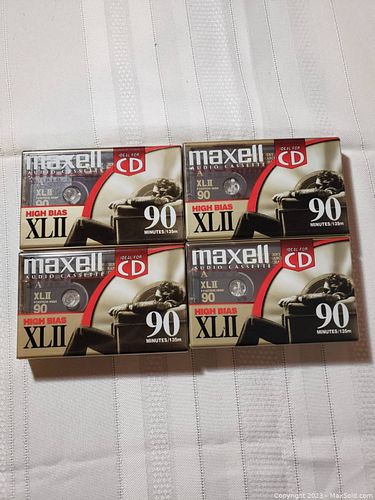 maxell
IDEAL FOR
CD
XLII
90
HIGH BIAS
XLII
90
MINUTES/135m
maxell
AUDIO CASSETTE
IDEAL FOR
CD
A
XLII
90
HIGH BIAS
XLII
90
MINUTES/135m
maxell
AUDIO CASSETTE
IDEAL FOR
CD
A
XLII
90
HIGH BIAS
XLII
90
MINUTES/135m
maxell
AUDIO CASSETTE
IDEAL FOR
CD
A
XLII
90
HIGH BIAS
XLII
90
MINUTES/135m
Copyright 2023 - MaxSold.com